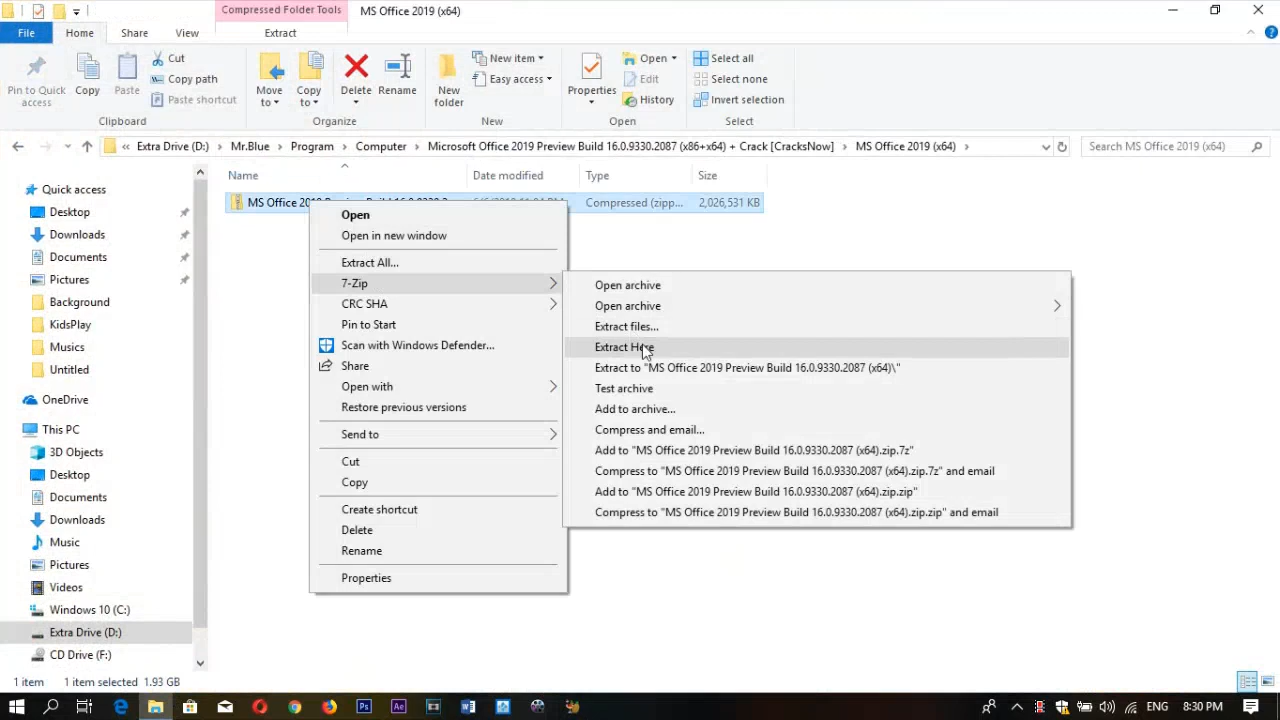 Compressed Folder Tools
MS Office 2019 (x64)
File
Home
Share
View
Extract
Pin to Quick access
Copy
Paste
Cut
Copy path
Paste shortcut
Clipboard
Move to
Copy to
Delete
Rename
Organize
New folder
New item
Easy access
New
Properties
Open
Edit
History
Open
Select all
Select none
Invert selection
Select
« Extra Drive (D:) > Mr.Blue > Program > Computer > Microsoft Office 2019 Preview Build 16.0.9330.2087 (x86+x64) + Crack [CracksNow] > MS Office 2019 (x64) >
Search MS Office 2019 (x64)
Name
Date modified
Type
Size
Compressed (zipp...
2,026,531 KB
Quick access
Desktop
Downloads
Documents
Pictures
Background
KidsPlay
Musics
Untitled
OneDrive
This PC
3D Objects
Desktop
Documents
Downloads
Music
Pictures
Videos
Windows 10 (C:)
Extra Drive (D:)
CD Drive (F:)
Open
Open in new window
Extract All...
7-Zip
CRC SHA
Pin to Start
Scan with Windows Defender...
Share
Open with
Restore previous versions
Send to
Cut
Copy
Create shortcut
Delete
Rename
Properties
Open archive
Open archive
Extract files...
Extract Here
Extract to "MS Office 2019 Preview Build 16.0.9330.2087 (x64)\"
Test archive
Add to archive...
Compress and email...
Add to "MS Office 2019 Preview Build 16.0.9330.2087 (x64).zip.7z"
Compress to "MS Office 2019 Preview Build 16.0.9330.2087 (x64).zip.7z" and email
Add to "MS Office 2019 Preview Build 16.0.9330.2087 (x64).zip.zip"
Compress to "MS Office 2019 Preview Build 16.0.9330.2087 (x64).zip.zip" and email
1 item
1 item selected 1.93 GB
ENG
8:30 PM